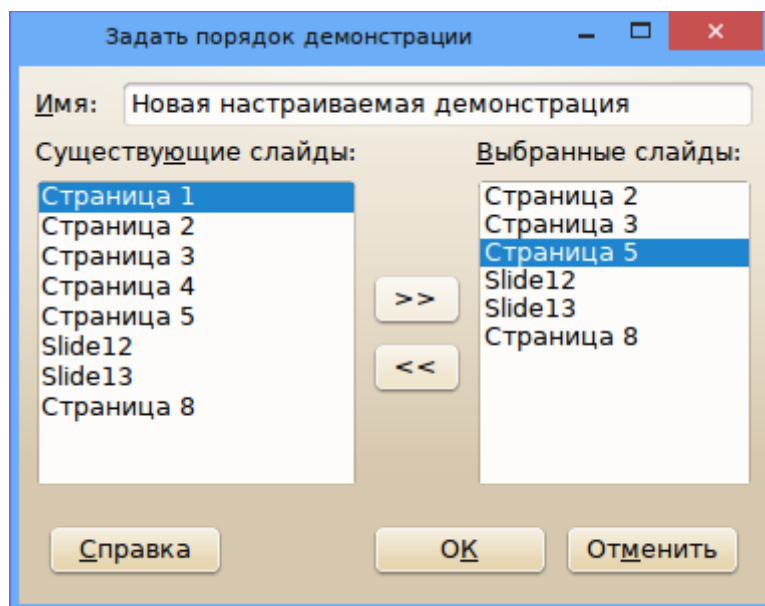 Задать порядок демонстрации
Имя: Новая настраиваемая демонстрация
Существующие слайды:
Страница 1
Страница 2
Страница 3
Страница 4
Страница 5
Slide12
Slide13
Страница 8
>>
<<
Выбранные слайды:
Страница 2
Страница 3
Страница 5
Slide12
Slide13
Страница 8
Справка
ОК
Отменить